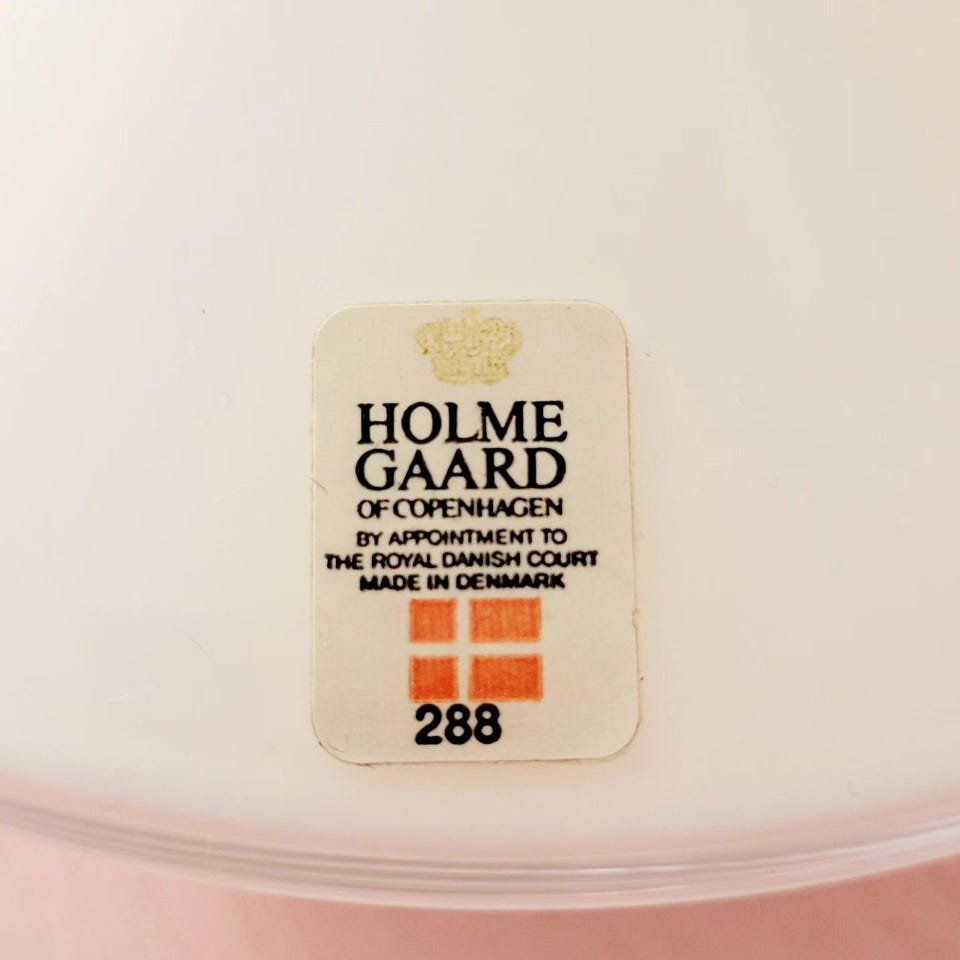 HOLME
GAARD
OF COPENHAGEN
BY APPOINTMENT TO
THE ROYAL DANISH COURT
MADE IN DENMARK
288